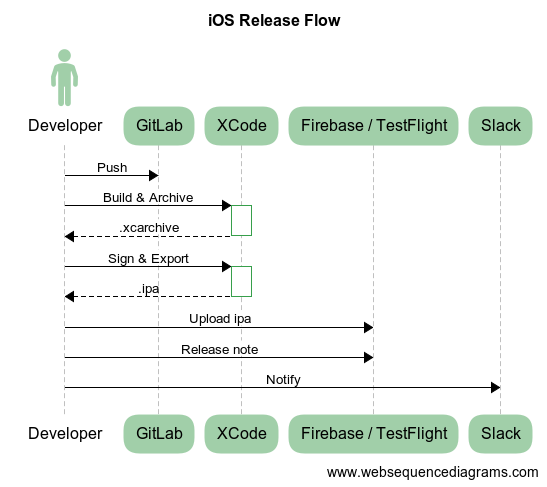 iOS Release Flow
Developer
GitLab
XCode
Firebase / TestFlight
Slack
Push
Build & Archive
.xcarchive
Sign & Export
.ipa
Upload ipa
Release note
Notify
Developer
GitLab
XCode
Firebase / TestFlight
Slack
www.websequencediagrams.com